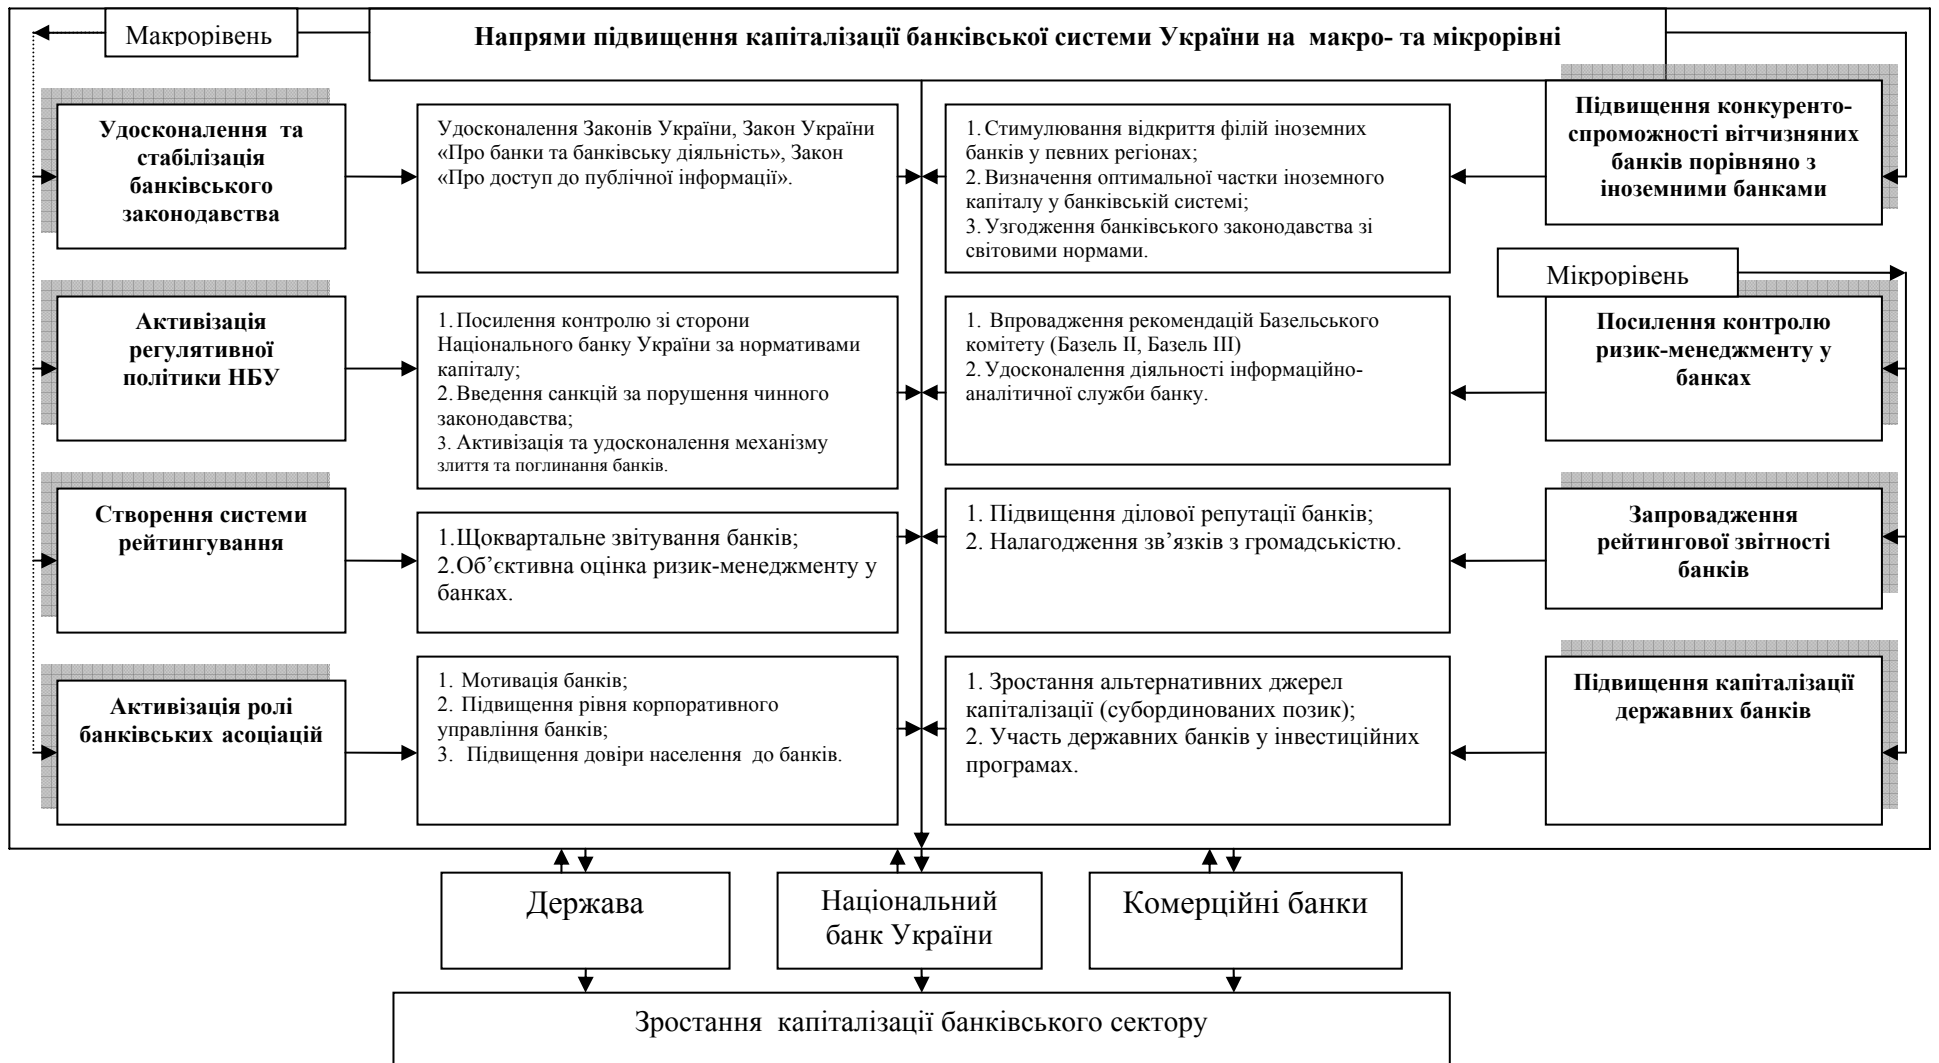 Макрорівень
Напрями підвищення капіталізації банківської системи України на макро- та мікрорівні
Удосконалення та
стабілізація
банківського
законодавства
Удосконалення Законів України, Закон України
«Про банки та банківську діяльність», Закон
«Про доступ до публічної інформації».
1. Стимулювання відкриття філій іноземних
банків у певних регіонах;
2. Визначення оптимальної частки іноземного
капіталу у банківській системі;
3. Узгодження банківського законодавства зі
світовими нормами.
Підвищення конкуренто-
спроможності вітчизняних
банків порівняно з
іноземними банками
Мікрорівень
Активізація
регулятивної
політики НБУ
1. Посилення контролю зі сторони
Національного банку України за нормативами
капіталу;
2. Введення санкцій за порушення чинного
законодавства;
3. Активізація та удосконалення механізму
злиття та поглинання банків.
1. Впровадження рекомендацій Базельського
комітету (Базель ІІ, Базель ІІІ)
2. Удосконалення діяльності інформаційно-
аналітичної служби банку.
Посилення контролю
ризик-менеджменту у
банках
Створення системи
рейтингування
1.Щоквартальне звітування банків;
2.Об’єктивна оцінка ризик-менеджменту у
банках.
1. Підвищення ділової репутації банків;
2. Налагодження зв’язків з громадськістю.
Запровадження
рейтингової звітності
банків
Активізація ролі
банківських асоціацій
1. Мотивація банків;
2. Підвищення рівня корпоративного
управління банків;
3. Підвищення довіри населення до банків.
1. Зростання альтернативних джерел
капіталізації (субординованих позик);
2. Участь державних банків у інвестиційних
програмах.
Підвищення капіталізації
державних банків
Держава
Національний
банк України
Комерційні банки
Зростання капіталізації банківського сектору